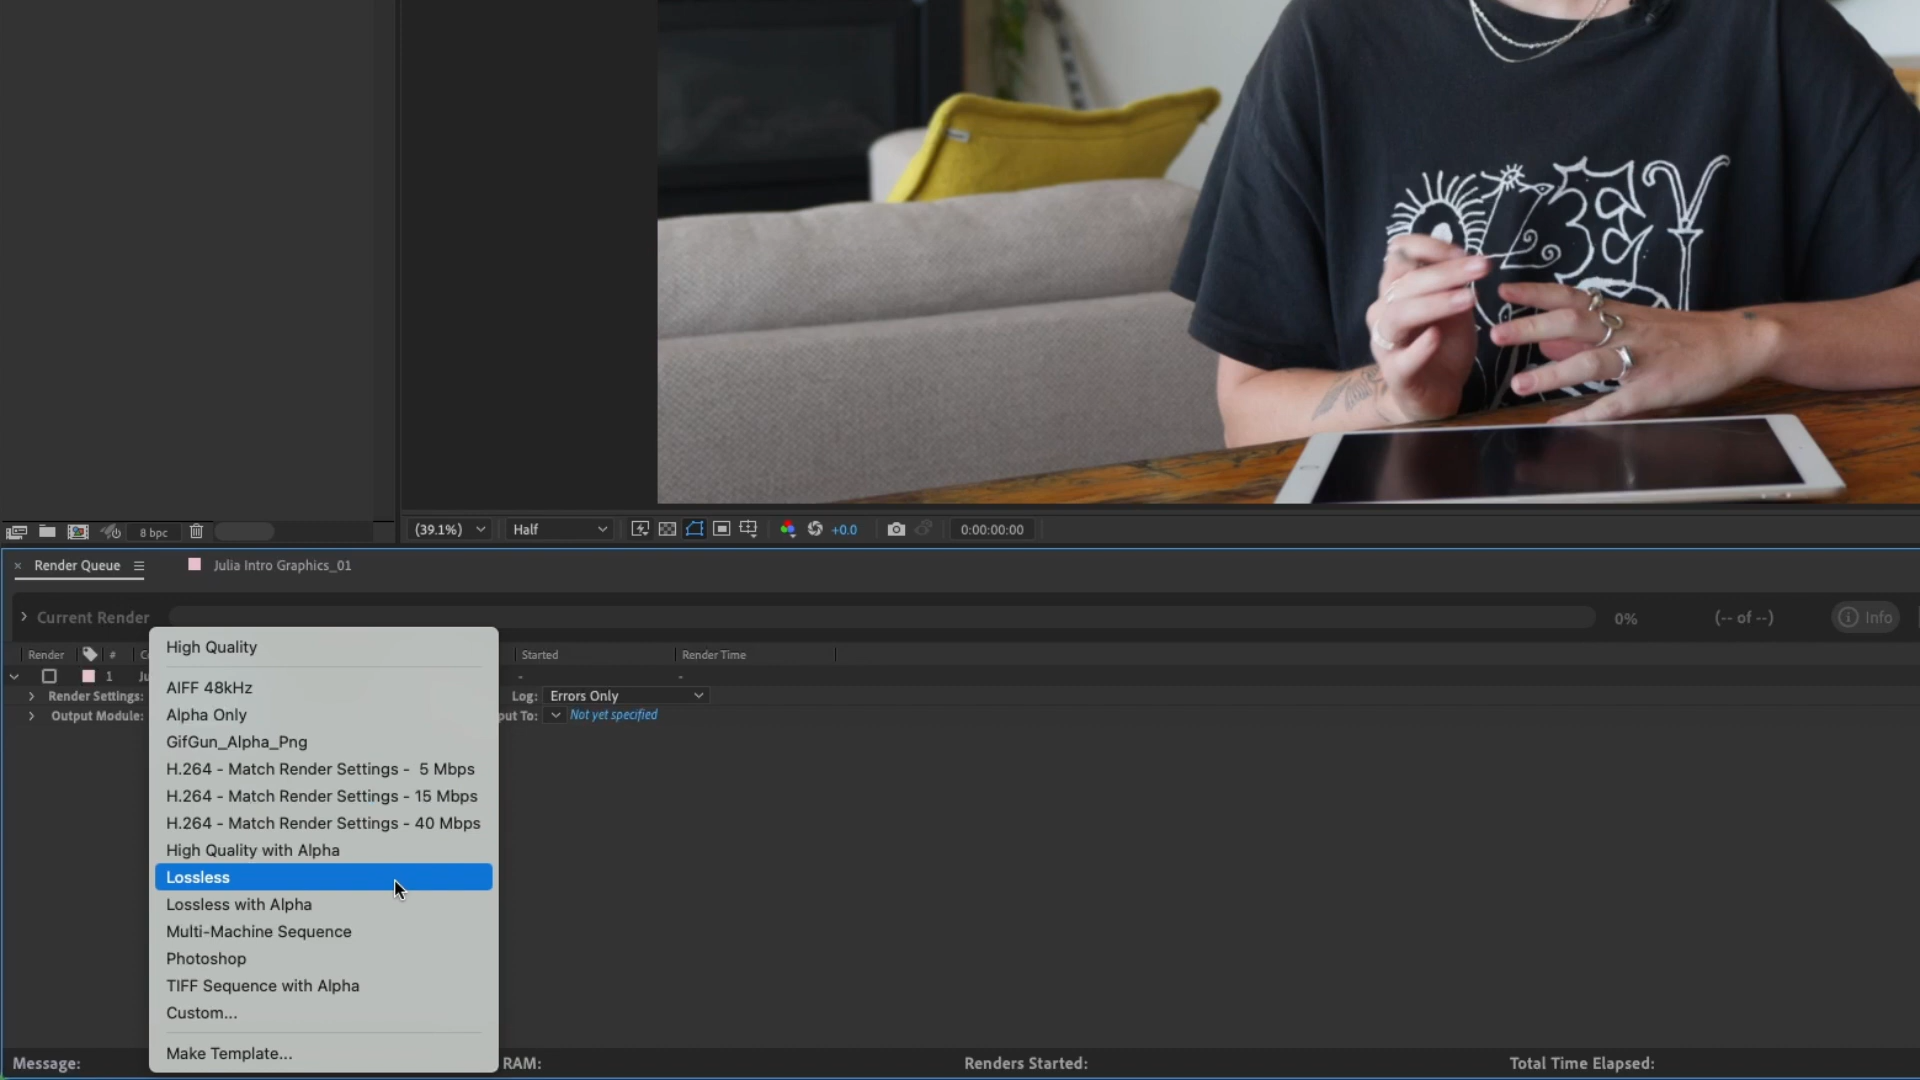 8 bpc
(39.1%)
Half
+0.0
0:00:00:00
Render Queue
Julia Intro Graphics_01
Current Render
0%
(-- of --)
Info
Render
#
Started
Render Time
1
-
-
Render Settings:
Log:
Errors Only
Output Module:
put To:
Not yet specified
High Quality
AIFF 48kHz
Alpha Only
GifGun_Alpha_Png
H.264 - Match Render Settings - 5 Mbps
H.264 - Match Render Settings - 15 Mbps
H.264 - Match Render Settings - 40 Mbps
High Quality with Alpha
Lossless
Lossless with Alpha
Multi-Machine Sequence
Photoshop
TIFF Sequence with Alpha
Custom...
Make Template...
Message:
RAM:
Renders Started:
Total Time Elapsed: